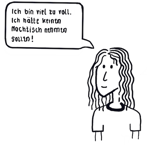 Ich bin viel zu voll.
Ich hätte keinen
Nachtisch nehmen
sollen!